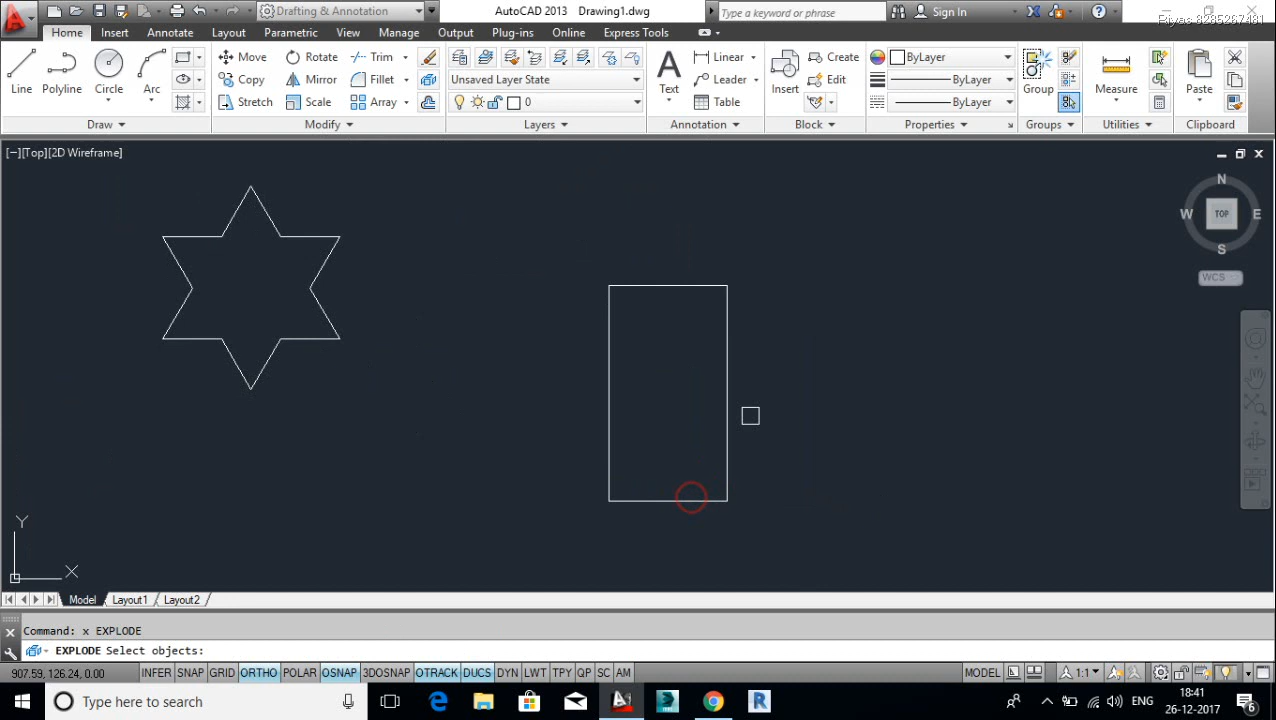 AutoCAD 2013 Drawing1.dwg
Drafting & Annotation
Type a keyword or phrase
Sign In
Riyas 8285267481
Home Insert Annotate Layout Parametric View Manage Output Plug-ins Online Express Tools
Line Polyline Circle Arc
Move Rotate Trim
Copy Mirror Fillet
Stretch Scale Array
Unsaved Layer State
0
Text
Linear
Leader
Table
Insert
Create
Edit
ByLayer
ByLayer
ByLayer
Group
Measure
Paste
Draw Modify Layers Annotation Block Properties Groups Utilities Clipboard
[−][Top][2D Wireframe]
N
W TOP E
S
WCS
Y
X
Model Layout1 Layout2
Command: x EXPLODE
EXPLODE Select objects:
907.59, 126.24, 0.00 INFER SNAP GRID ORTHO POLAR OSNAP 3DOSNAP OTRACK DUCS DYN LWT TPY QP SC AM MODEL 1:1
Type here to search
ENG
18:41
26-12-2017
6